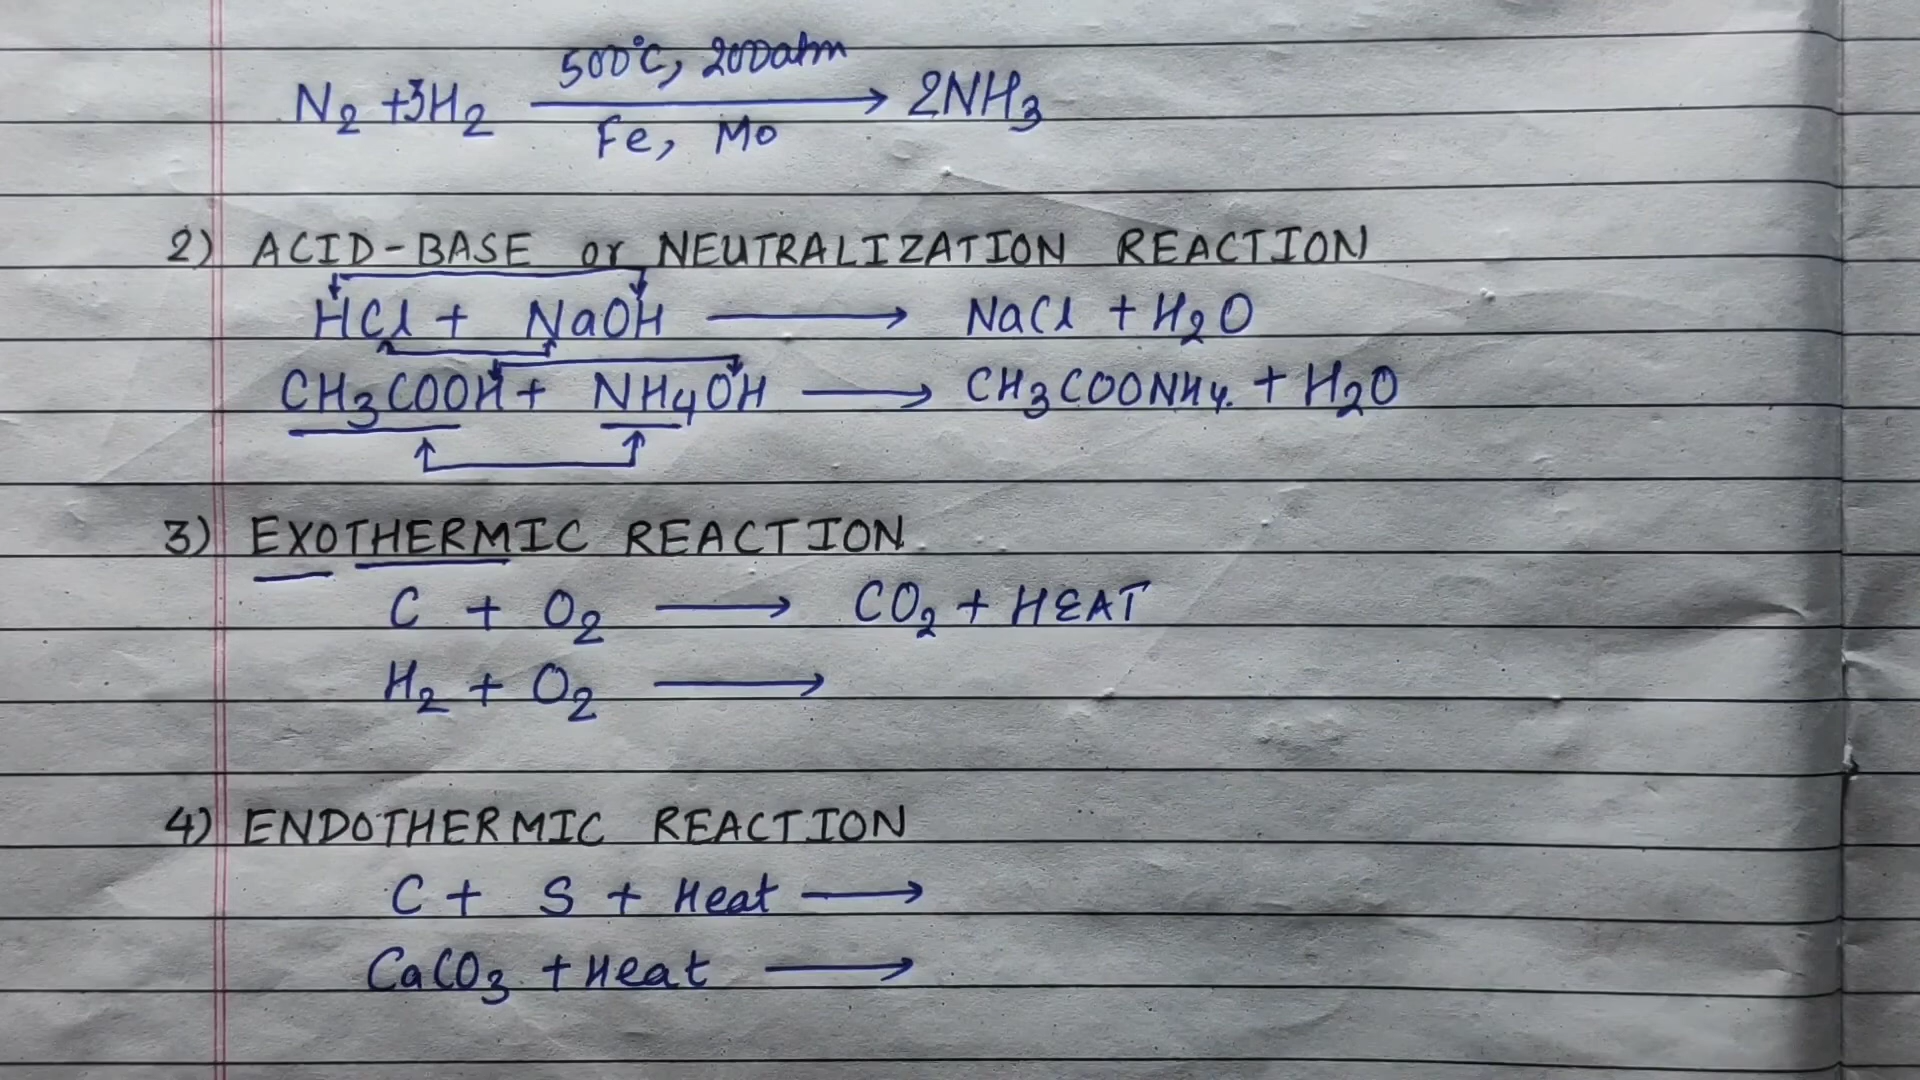 500°C, 200atm
N2 +3H2 ⟶ 2NH3
Fe, Mo
2) ACID-BASE or NEUTRALIZATION REACTION
HCl + NaOH ⟶ NaCl + H2O
CH3COOH + NH4OH ⟶ CH3COONH4. + H2O
3) EXOTHERMIC REACTION.
C + O2 ⟶ CO2 + HEAT
H2 + O2 ⟶
4) ENDOTHERMIC REACTION
C + S + Heat ⟶
CaCO3 + Heat ⟶